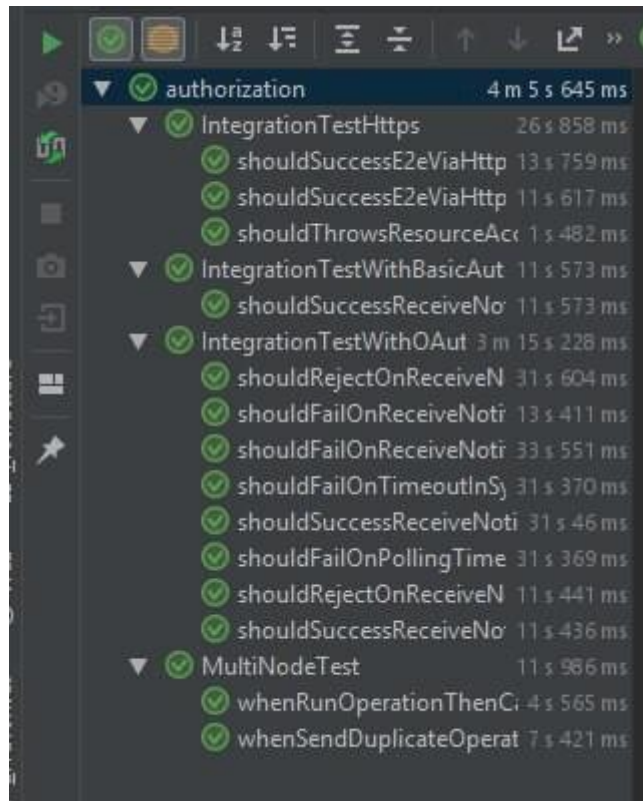 authorization 4 m 5 s 645 ms
IntegrationTestHttps 26 s 858 ms
shouldSuccessE2eViaHttp 13 s 759 ms
shouldSuccessE2eViaHttp 11 s 617 ms
shouldThrowsResourceAcc 1 s 482 ms
IntegrationTestWithBasicAut 11 s 573 ms
shouldSuccessReceiveNo 11 s 573 ms
IntegrationTestWithOAut 3 m 15 s 228 ms
shouldRejectOnReceiveN 31 s 604 ms
shouldFailOnReceiveNoti 13 s 411 ms
shouldFailOnReceiveNoti 33 s 551 ms
shouldFailOnTimeoutInSy 31 s 370 ms
shouldSuccessReceiveNoti 31 s 46 ms
shouldFailOnPollingTime 31 s 369 ms
shouldRejectOnReceiveN 11 s 441 ms
shouldSuccessReceiveNo 11 s 436 ms
MultiNodeTest 11 s 986 ms
whenRunOperationThenCa 4 s 565 ms
whenSendDuplicateOperat 7 s 421 ms